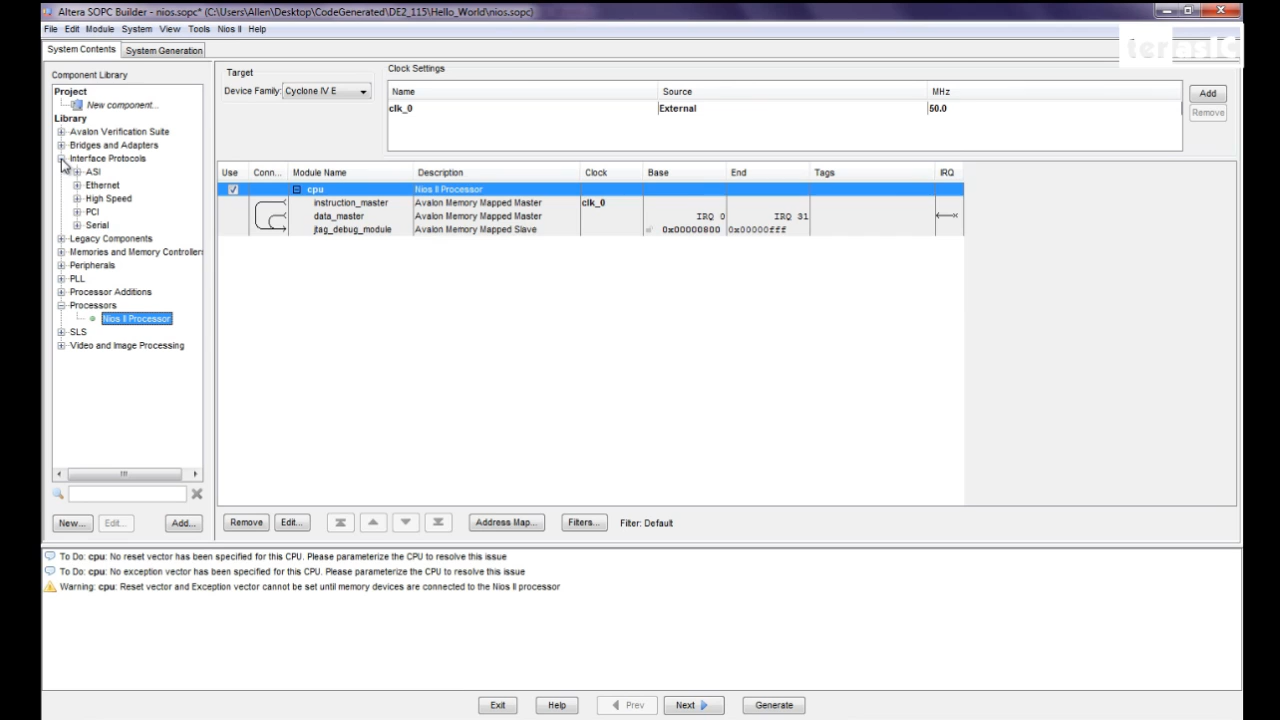 Altera SOPC Builder - nios.sopc* (C:\Users\Allen\Desktop\CodeGenerated\DE2_115\Hello_World\nios.sopc)
File Edit Module System View Tools Nios II Help
System Contents System Generation
terasic
Component Library
Project
New component...
Library
Avalon Verification Suite
Bridges and Adapters
Interface Protocols
ASI
Ethernet
High Speed
PCI
Serial
Legacy Components
Memories and Memory Controller
Peripherals
PLL
Processor Additions
Processors
Nios II Processor
SLS
Video and Image Processing
New... Edit... Add...
Target
Device Family: Cyclone IV E
Clock Settings
Name Source MHz
clk_0 External 50.0
Add
Remove
Use Conn... Module Name Description Clock Base End Tags IRQ
cpu Nios II Processor
instruction_master Avalon Memory Mapped Master clk_0
data_master Avalon Memory Mapped Master IRQ 0 IRQ 31
jtag_debug_module Avalon Memory Mapped Slave 0x00000800 0x00000fff
Remove Edit... Address Map... Filters... Filter: Default
To Do: cpu: No reset vector has been specified for this CPU. Please parameterize the CPU to resolve this issue
To Do: cpu: No exception vector has been specified for this CPU. Please parameterize the CPU to resolve this issue
Warning: cpu: Reset vector and Exception vector cannot be set until memory devices are connected to the Nios II processor
Exit Help Prev Next Generate